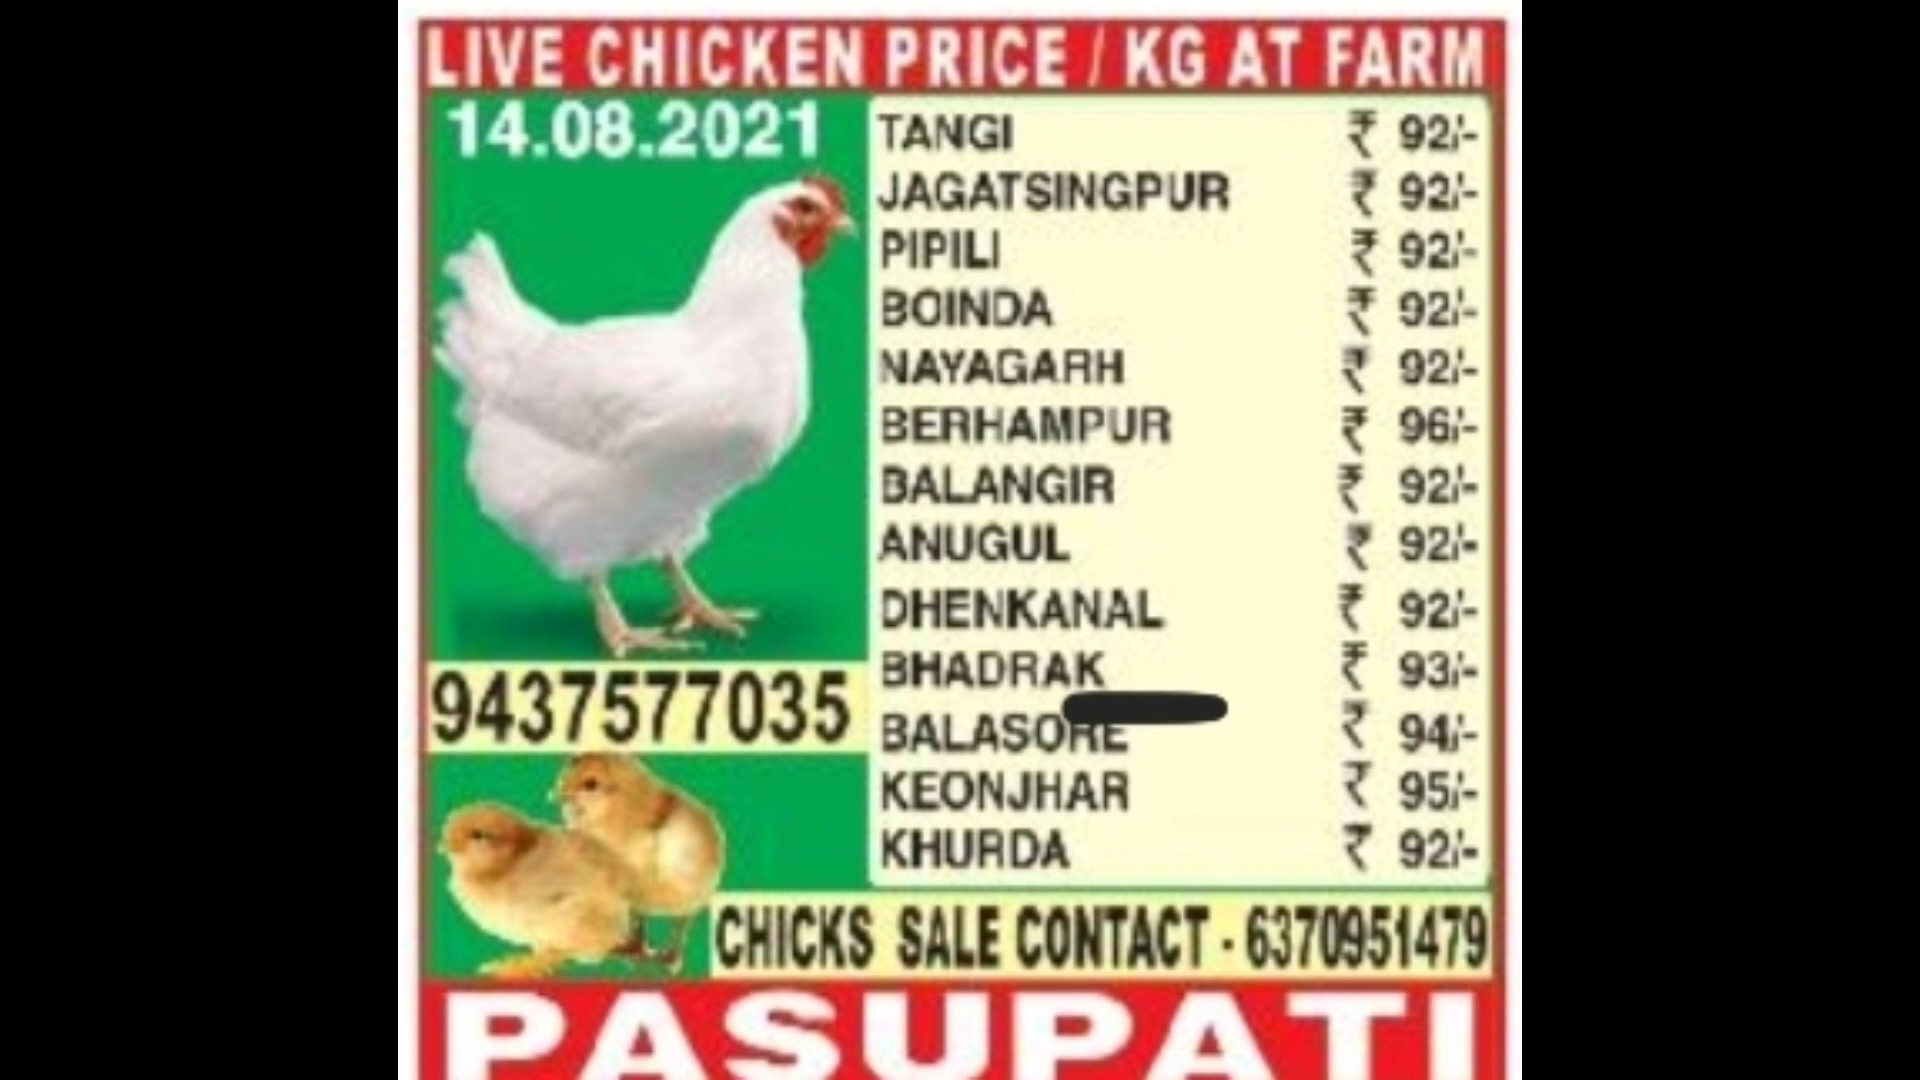 LIVE CHICKEN PRICE / KG AT FARM
14.08.2021
TANGI ₹ 92/-
JAGATSINGPUR ₹ 92/-
PIPILI ₹ 92/-
BOINDA ₹ 92/-
NAYAGARH ₹ 92/-
BERHAMPUR ₹ 96/-
BALANGIR ₹ 92/-
ANUGUL ₹ 92/-
DHENKANAL ₹ 92/-
BHADRAK ₹ 93/-
BALASORE ₹ 94/-
KEONJHAR ₹ 95/-
KHURDA ₹ 92/-
9437577035
CHICKS SALE CONTACT - 6370951479
PASUPATI